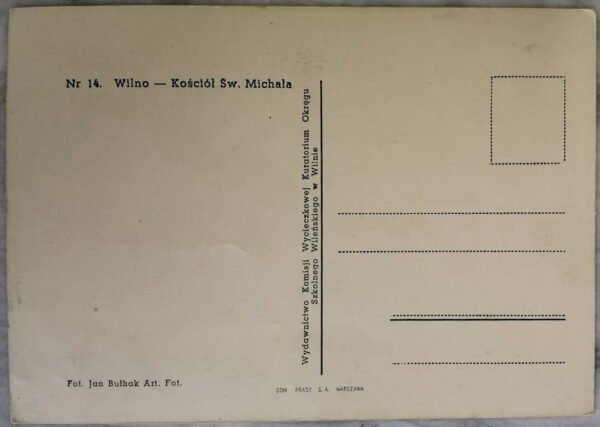 Nr 14. Wilno — Kościół Św. Michała
Wydawnictwo Komisji Wycieczkowej Kuratorium Okręgu
Szkolnego Wileńskiego w Wilnie
Fot. Jan Bułhak Art. Fot.
DOM PRASY S. A. WARSZAWA